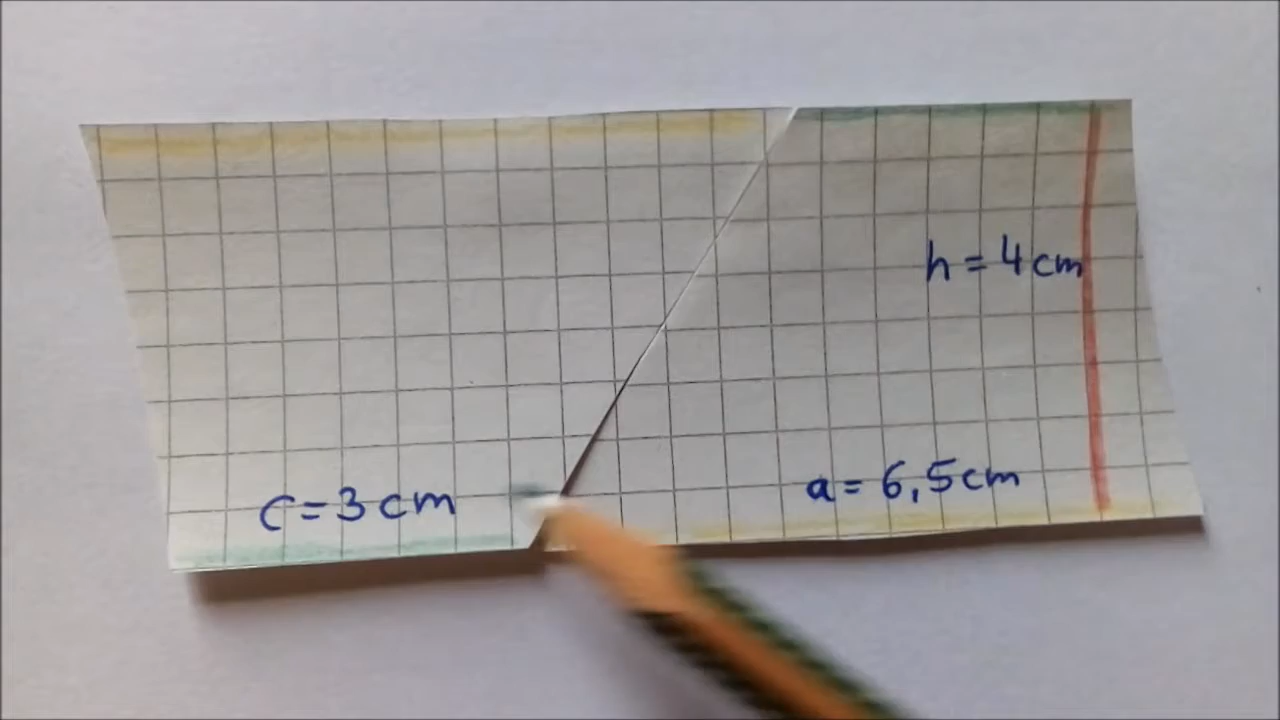 h = 4 cm
a = 6,5 cm
c = 3 cm